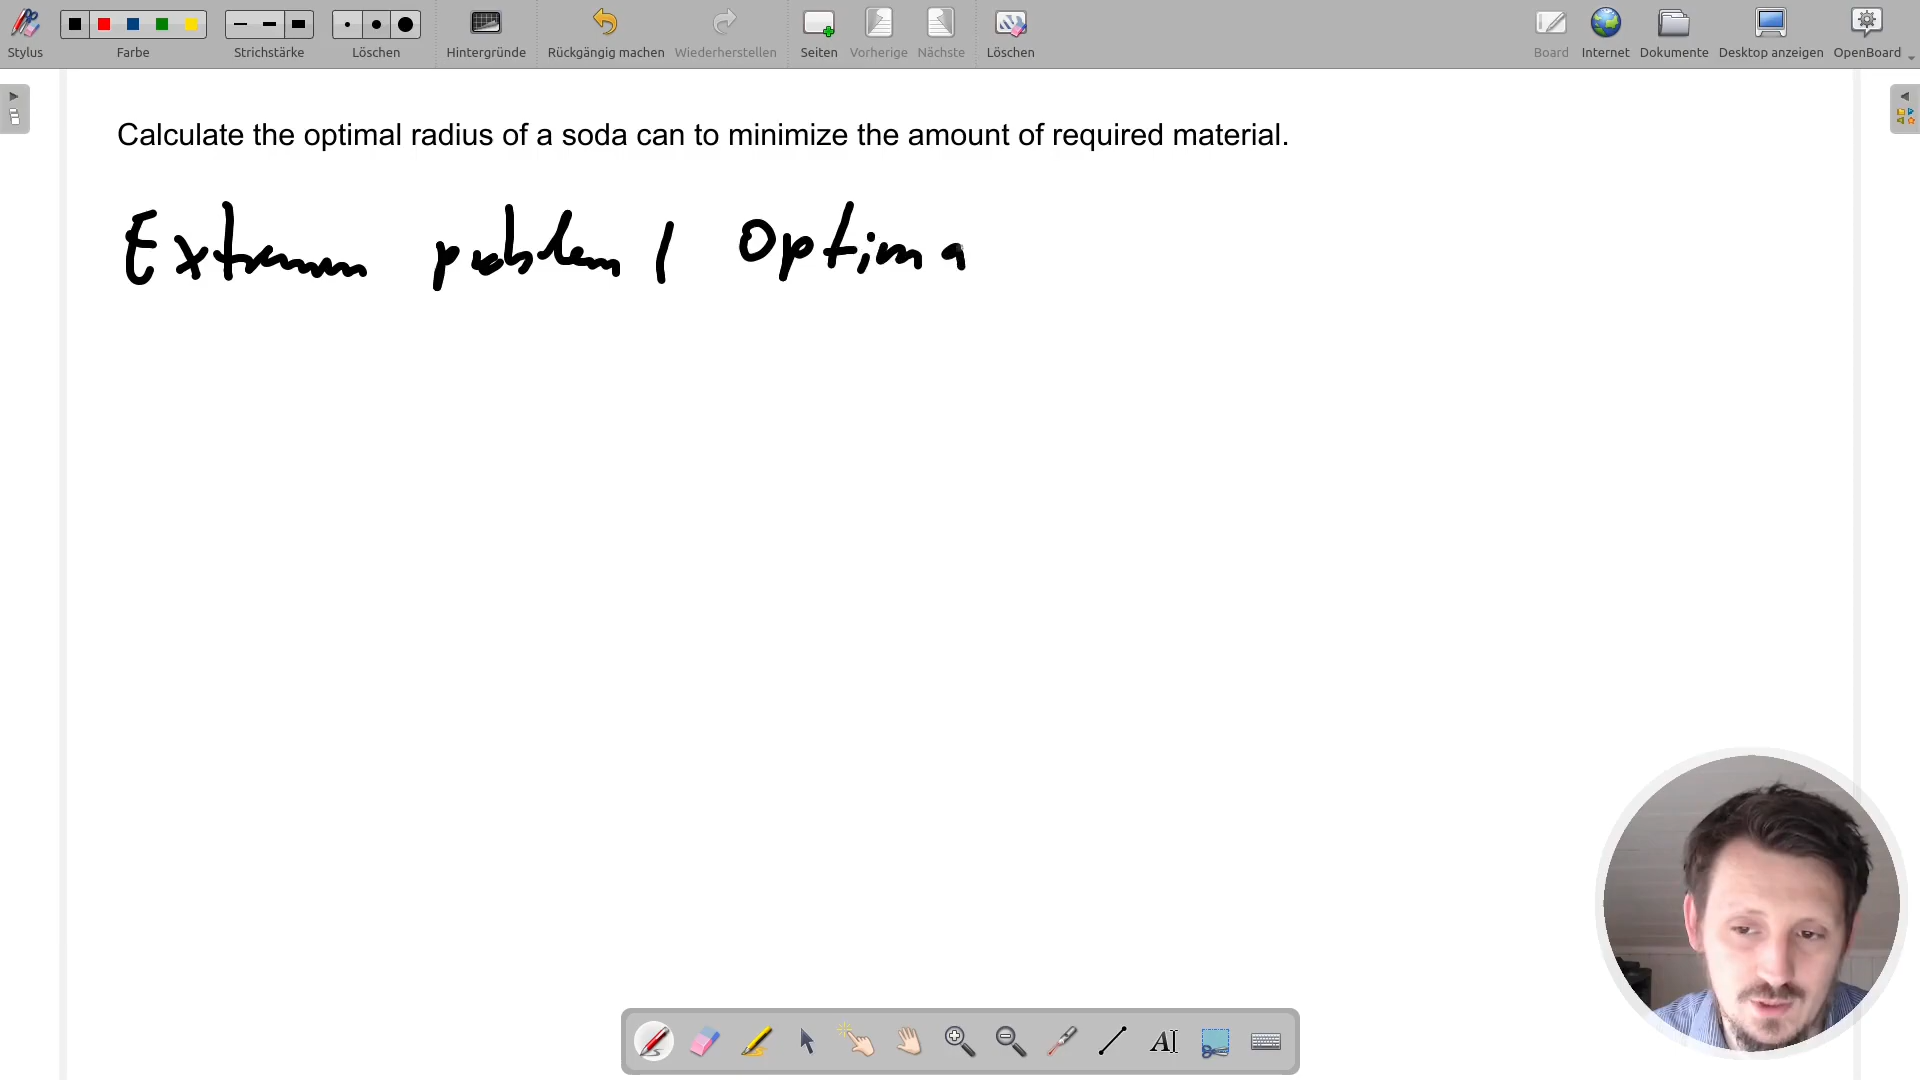 Stylus Farbe Strichstärke Löschen Hintergründe Rückgängig machen Wiederherstellen Seiten Vorherige Nächste Löschen Board Internet Dokumente Desktop anzeigen OpenBoard
Calculate the optimal radius of a soda can to minimize the amount of required material.
Extremum problem / Optima
AI